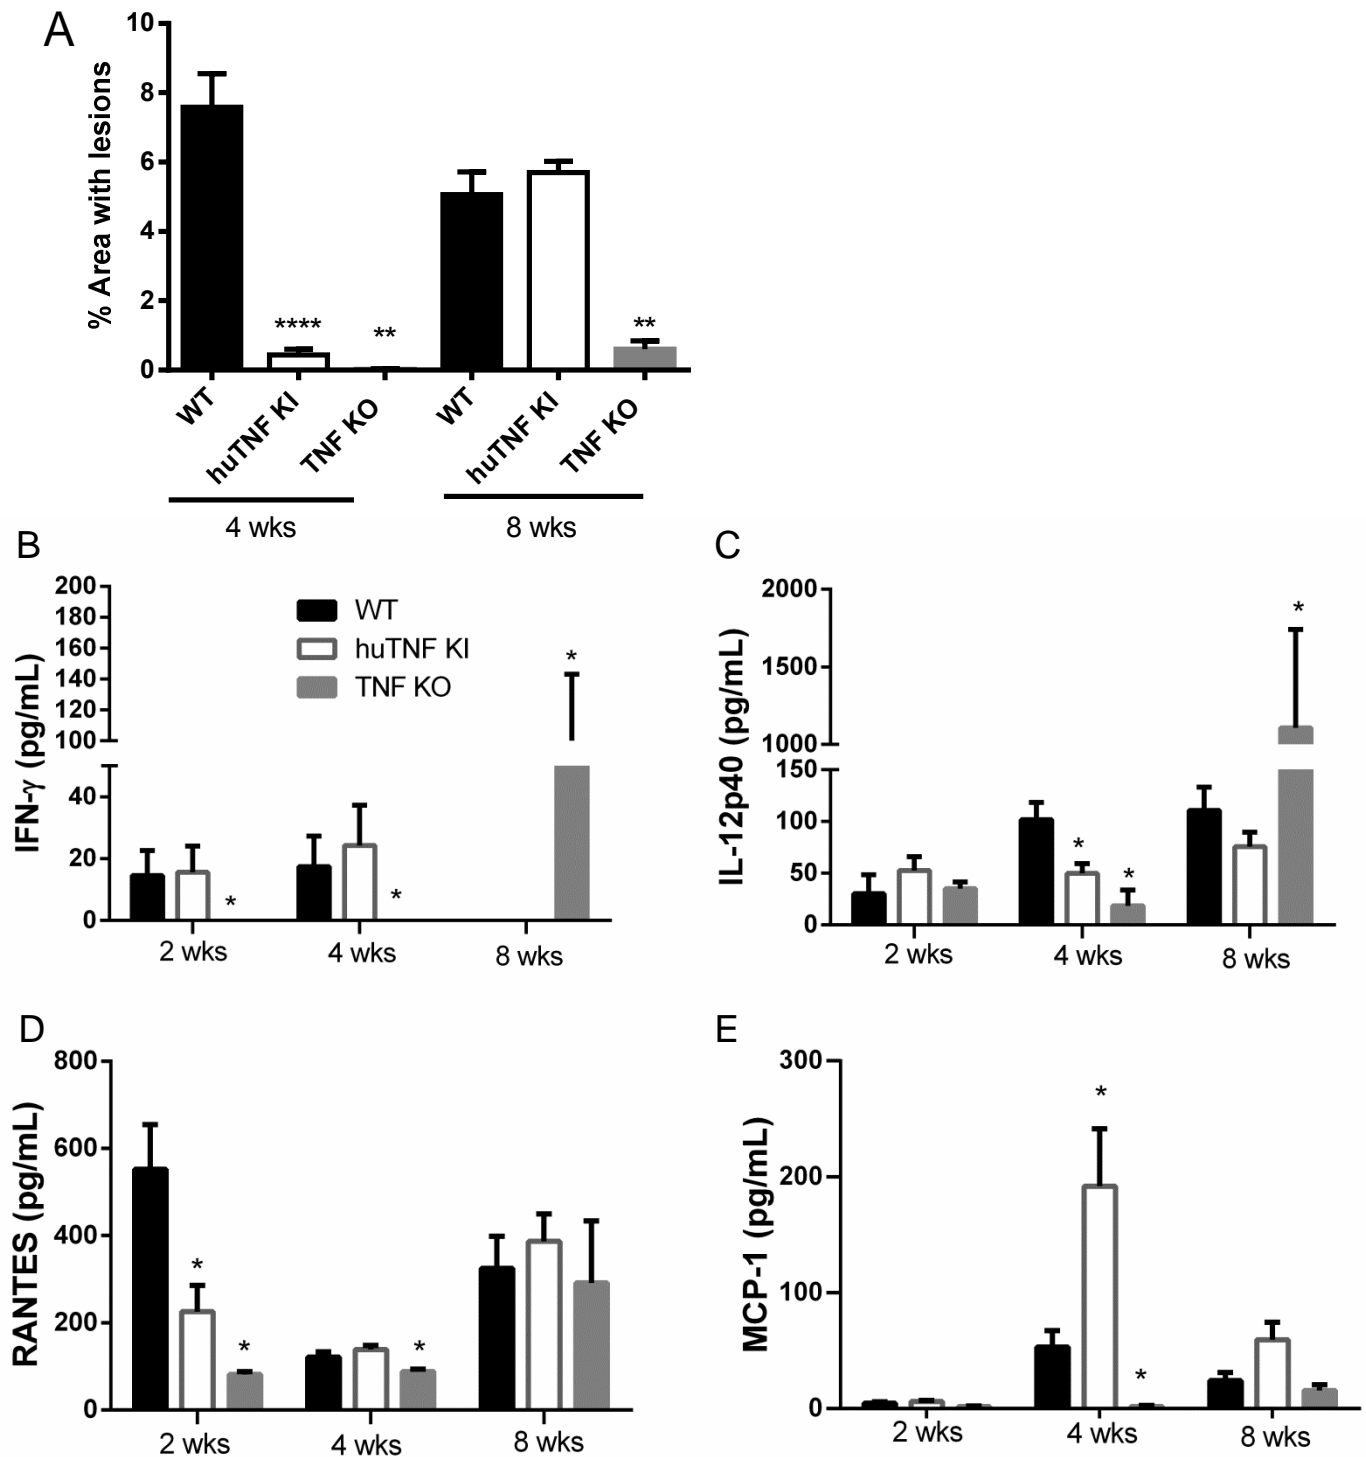 A
% Area with lesions
10
8
6
4
2
0
****
**
**
WT
huTNF KI
TNF KO
WT
huTNF KI
TNF KO
4 wks
8 wks
B
IFN-γ (pg/mL)
200
180
160
140
120
100
40
20
0
WT
huTNF KI
TNF KO
*
*
*
2 wks
4 wks
8 wks
C
IL-12p40 (pg/mL)
2000
1500
1000
150
100
50
0
*
*
*
2 wks
4 wks
8 wks
D
RANTES (pg/mL)
800
600
400
200
0
*
*
*
2 wks
4 wks
8 wks
E
MCP-1 (pg/mL)
300
200
100
0
*
*
2 wks
4 wks
8 wks